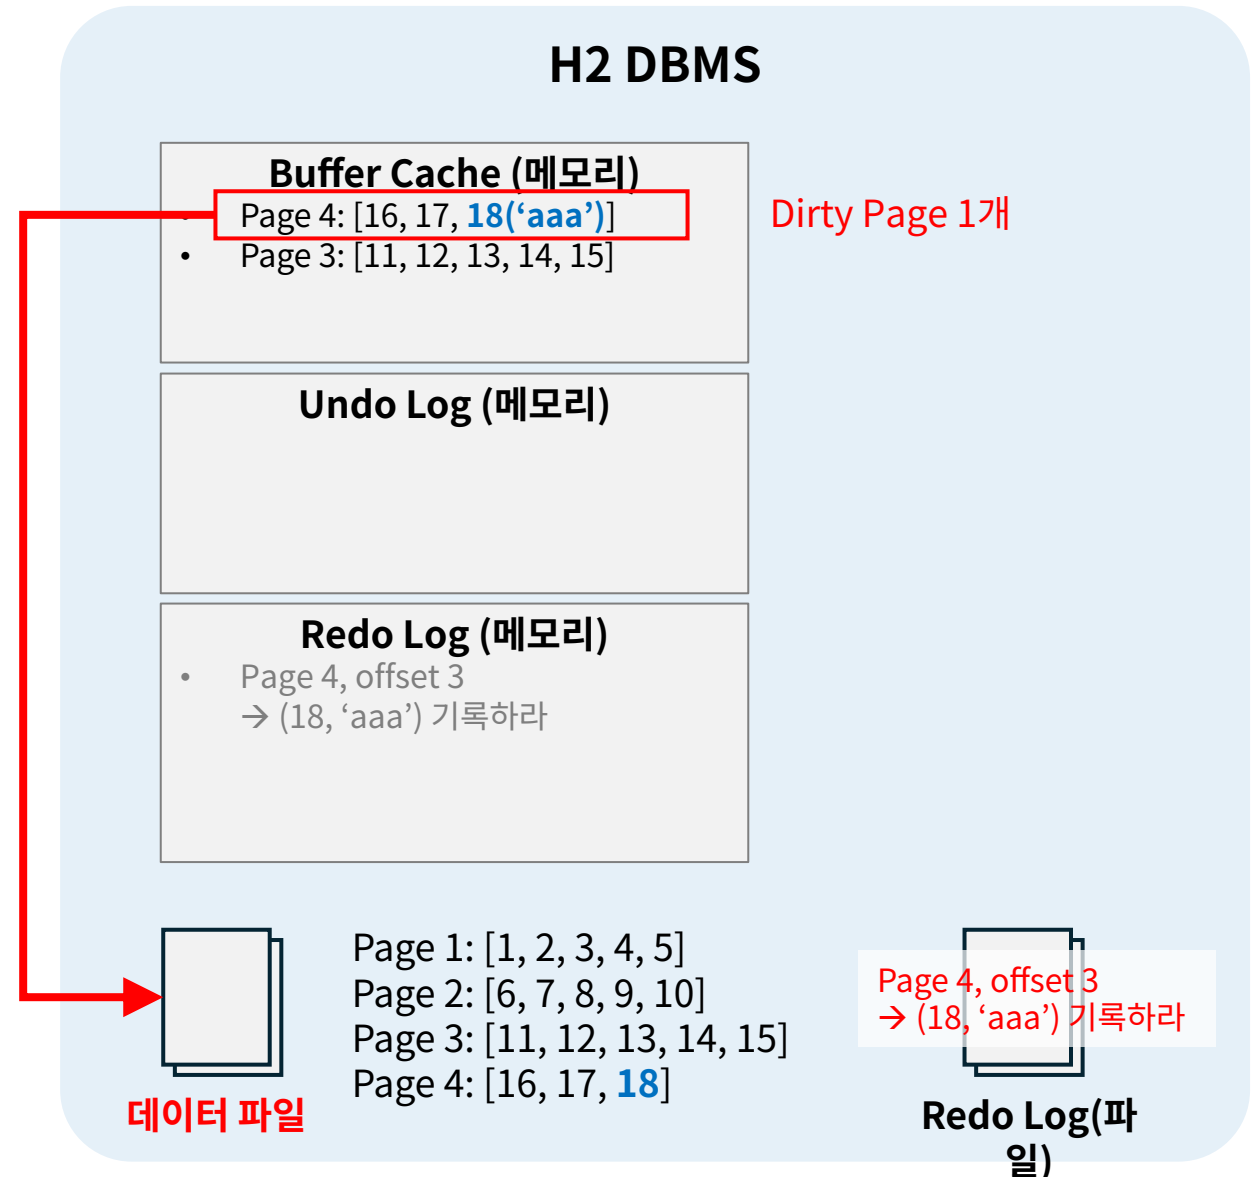 H2 DBMS
Buffer Cache (메모리)
• Page 4: [16, 17, 18(‘aaa’)]
Dirty Page 1개
• Page 3: [11, 12, 13, 14, 15]
Undo Log (메모리)
Redo Log (메모리)
• Page 4, offset 3
→ (18, ‘aaa’) 기록하라
Page 1: [1, 2, 3, 4, 5]
Page 2: [6, 7, 8, 9, 10]
Page 3: [11, 12, 13, 14, 15]
Page 4: [16, 17, 18]
데이터 파일
Page 4, offset 3
→ (18, ‘aaa’) 기록하라
Redo Log(파
일)